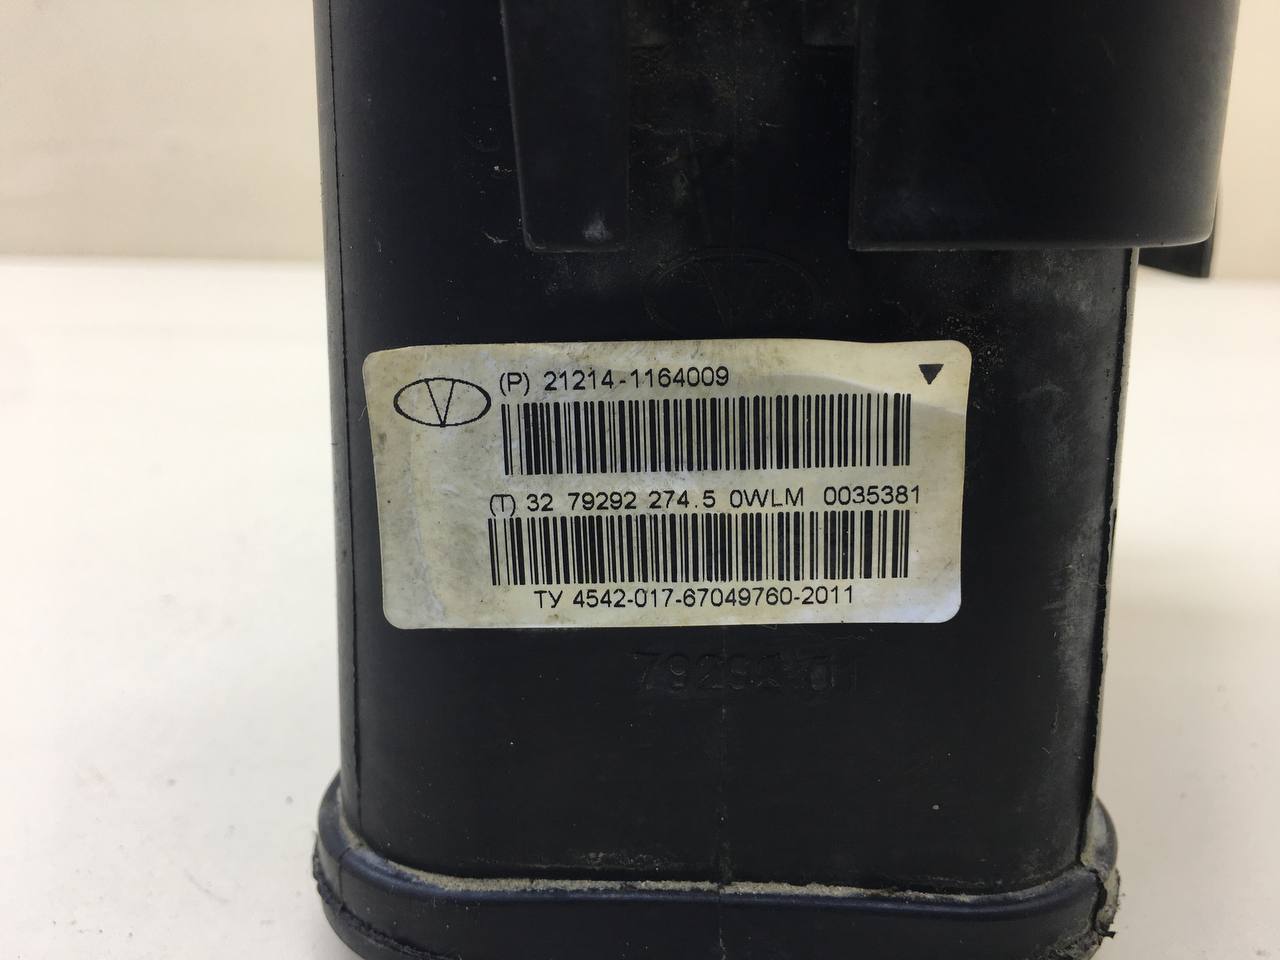 (P) 21214-1164009
(T) 32 79292 274.5 0WLM 0035381
ТУ 4542-017-67049760-2011